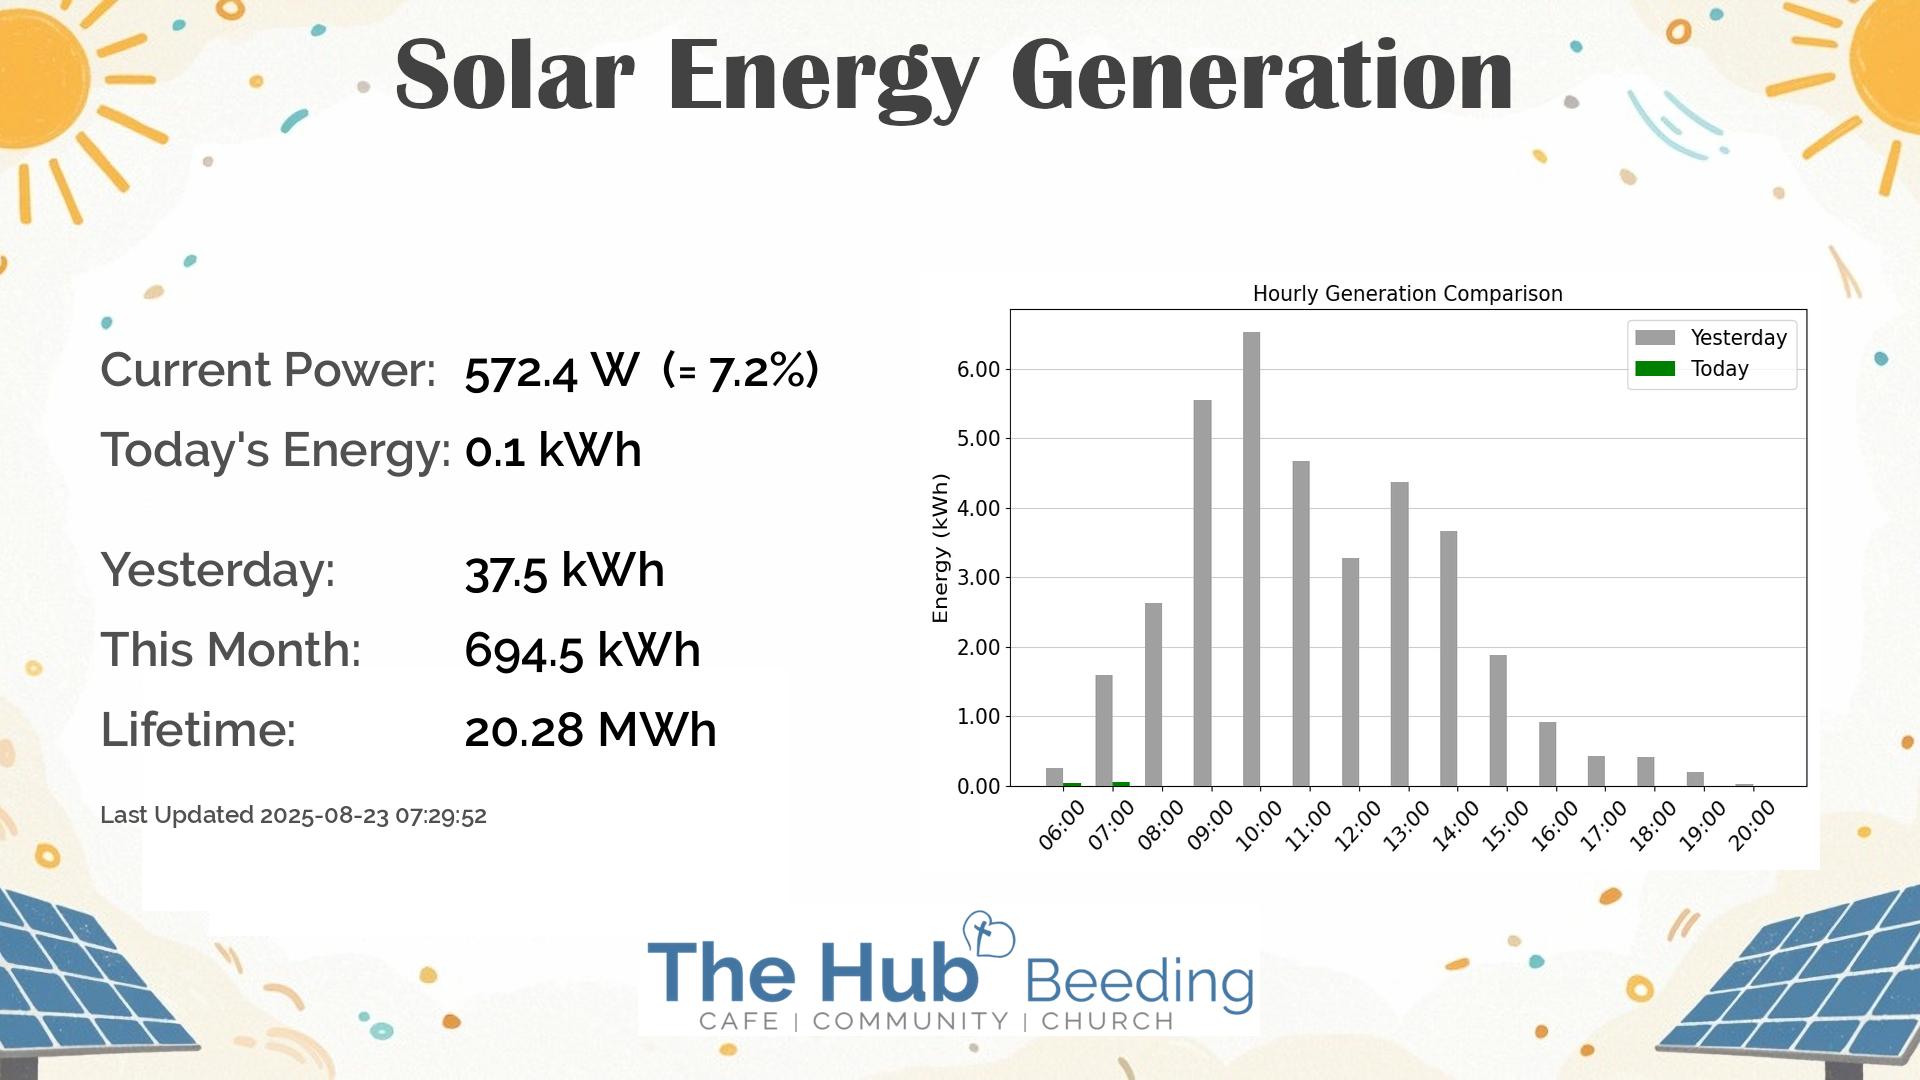 Solar Energy Generation
Current Power: 572.4 W (= 7.2%)
Today's Energy: 0.1 kWh
Yesterday: 37.5 kWh
This Month: 694.5 kWh
Lifetime: 20.28 MWh
Last Updated 2025-08-23 07:29:52
Hourly Generation Comparison
Yesterday
Today
Energy (kWh)
6.00
5.00
4.00
3.00
2.00
1.00
0.00
06:00 07:00 08:00 09:00 10:00 11:00 12:00 13:00 14:00 15:00 16:00 17:00 18:00 19:00 20:00
The Hub Beeding
CAFE | COMMUNITY | CHURCH